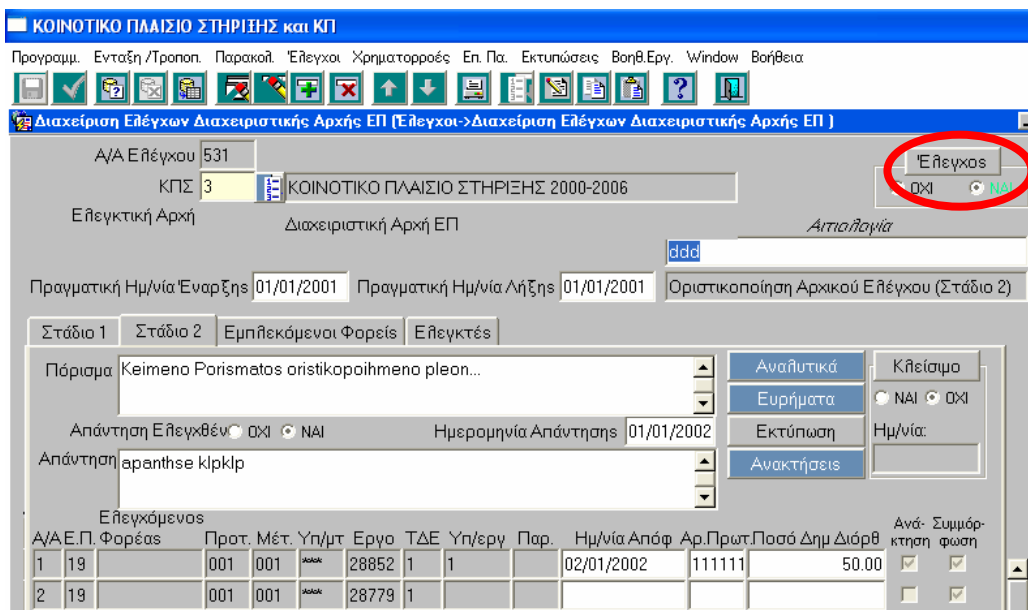 ΚΟΙΝΟΤΙΚΟ ΠΛΑΙΣΙΟ ΣΤΗΡΙΞΗΣ και ΚΠ
Προγραμμ. Ενταξη /Τροποπ. Παρακολ. Έλεγχοι Χρηματορροές Επ. Πα. Εκτυπώσεις Βοηθ.Εργ. Window Βοήθεια
Διαχείριση Ελέγχων Διαχειριστικής Αρχής ΕΠ (Έλεγχοι->Διαχείριση Ελέγχων Διαχειριστικής Αρχής ΕΠ )
Α/Α Ελέγχου 531
Έλεγχος
ΚΠΣ 3 ΚΟΙΝΟΤΙΚΟ ΠΛΑΙΣΙΟ ΣΤΗΡΙΞΗΣ 2000-2006
ΟΧΙ ΝΑΙ
Ελεγκτική Αρχή Διαχειριστική Αρχή ΕΠ Αιτιολογία
ddd
Πραγματική Ημ/νία Έναρξης 01/01/2001 Πραγματική Ημ/νία Λήξης 01/01/2001 Οριστικοποίηση Αρχικού Ελέγχου (Στάδιο 2)
Στάδιο 1 Στάδιο 2 Εμπλεκόμενοι Φορείς Ελεγκτές
Πόρισμα Keimeno Porismatos oristikopoihmeno pleon... Αναλυτικά Κλείσιμο
Ευρήματα ΝΑΙ ΟΧΙ
Απάντηση Ελεγχθέν ΟΧΙ ΝΑΙ Ημερομηνία Απάντησης 01/01/2002 Εκτύπωση Ημ/νία:
Απάντηση apanthse klpklp Ανακτήσεις
Ελεγχόμενος Ανά- Συμμόρ-
Α/Α Ε.Π. Φορέας Προτ. Μέτ. Υπ/μτ Εργο ΤΔΕ Υπ/εργ Παρ. Ημ/νία Απόφ Αρ.Πρωτ. Ποσό Δημ Διόρθ κτηση φωση
1 19 001 001 **** 28852 1 1 02/01/2002 111111 50.00
2 19 001 001 **** 28779 1